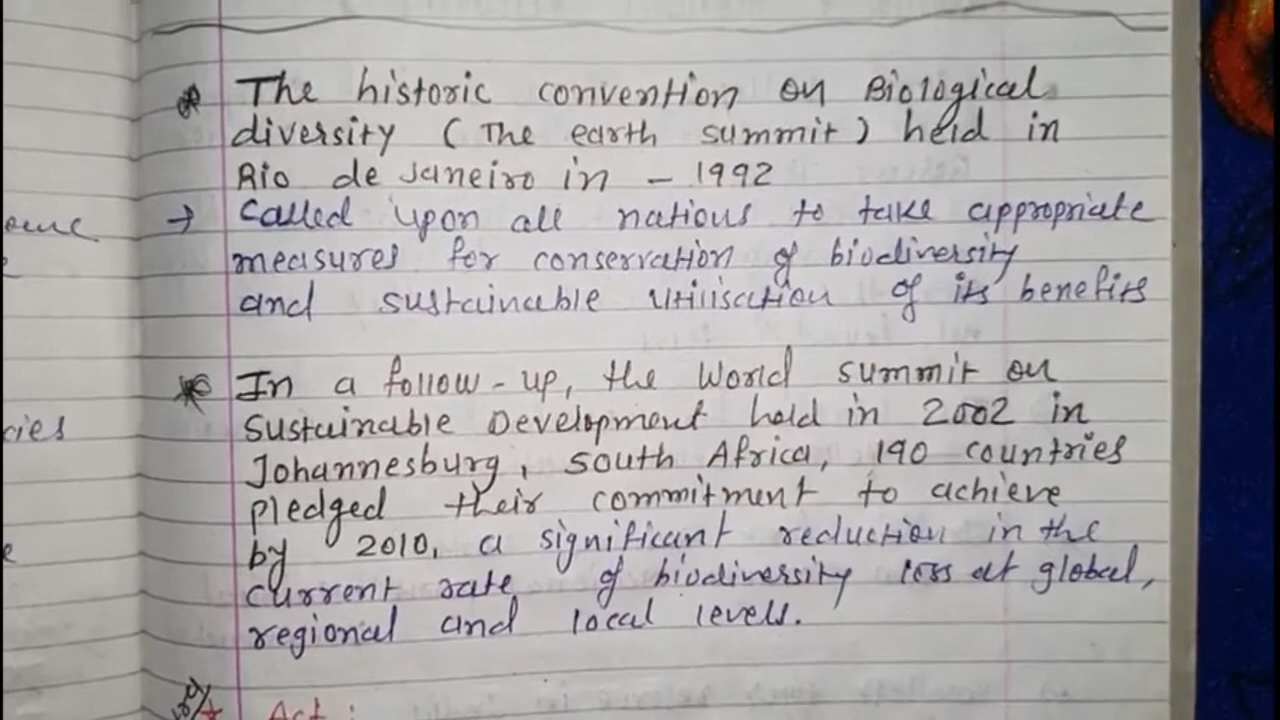 The historic convention on Biological
diversity (The earth summit) held in
Rio de Janeiro in - 1992
→ called upon all nations to take appropriate
measures for conservation of biodiversity
and sustainable utilisation of its benefits
In a follow-up, the World summit on
Sustainable Development held in 2002 in
Johannesburg, South Africa, 190 countries
pledged their commitment to achieve
by 2010, a significant reduction in the
current rate of biodiversity loss at global,
regional and local levels.
cies
Act :